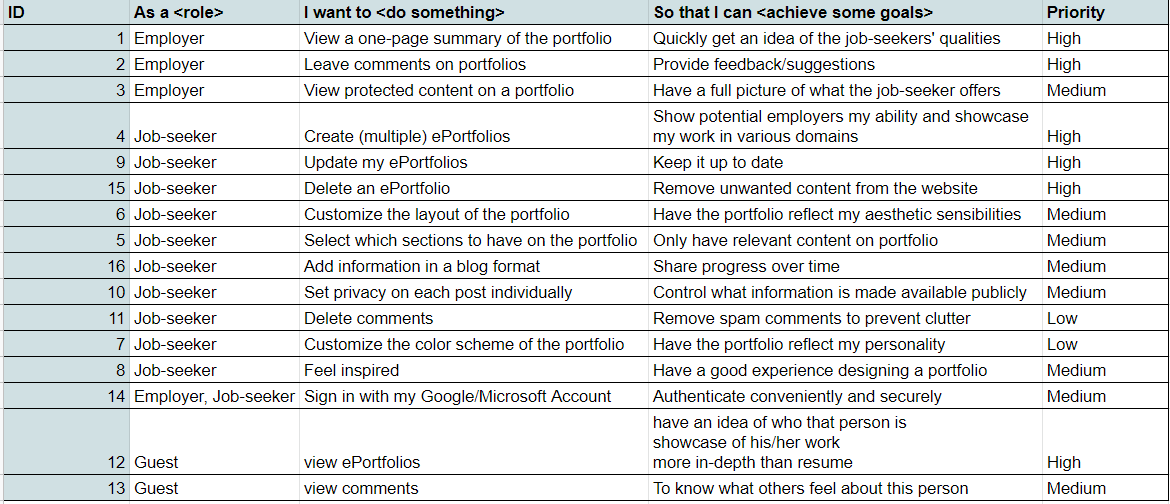 ID As a <role> I want to <do something> So that I can <achieve some goals> Priority
1 Employer View a one-page summary of the portfolio Quickly get an idea of the job-seekers' qualities High
2 Employer Leave comments on portfolios Provide feedback/suggestions High
3 Employer View protected content on a portfolio Have a full picture of what the job-seeker offers Medium
Show potential employers my ability and showcase
4 Job-seeker Create (multiple) ePortfolios my work in various domains High
9 Job-seeker Update my ePortfolios Keep it up to date High
15 Job-seeker Delete an ePortfolio Remove unwanted content from the website High
6 Job-seeker Customize the layout of the portfolio Have the portfolio reflect my aesthetic sensibilities Medium
5 Job-seeker Select which sections to have on the portfolio Only have relevant content on portfolio Medium
16 Job-seeker Add information in a blog format Share progress over time Medium
10 Job-seeker Set privacy on each post individually Control what information is made available publicly Medium
11 Job-seeker Delete comments Remove spam comments to prevent clutter Low
7 Job-seeker Customize the color scheme of the portfolio Have the portfolio reflect my personality Low
8 Job-seeker Feel inspired Have a good experience designing a portfolio Medium
14 Employer, Job-seeker Sign in with my Google/Microsoft Account Authenticate conveniently and securely Medium
have an idea of who that person is
showcase of his/her work
12 Guest view ePortfolios more in-depth than resume High
13 Guest view comments To know what others feel about this person Medium